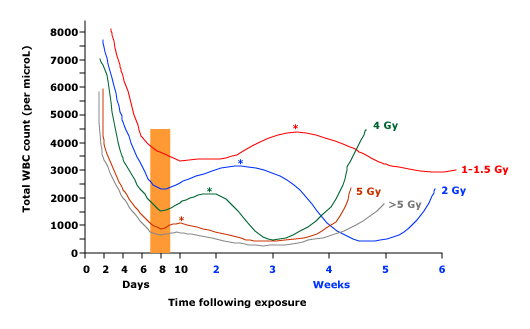 Total WBC count (per microL)
8000
7000
6000
5000
4000
3000
2000
1000
0
* * * *
4 Gy
1-1.5 Gy
5 Gy
2 Gy
>5 Gy
0 2 4 6 8 10 2 3 4 5 6
Days Weeks
Time following exposure